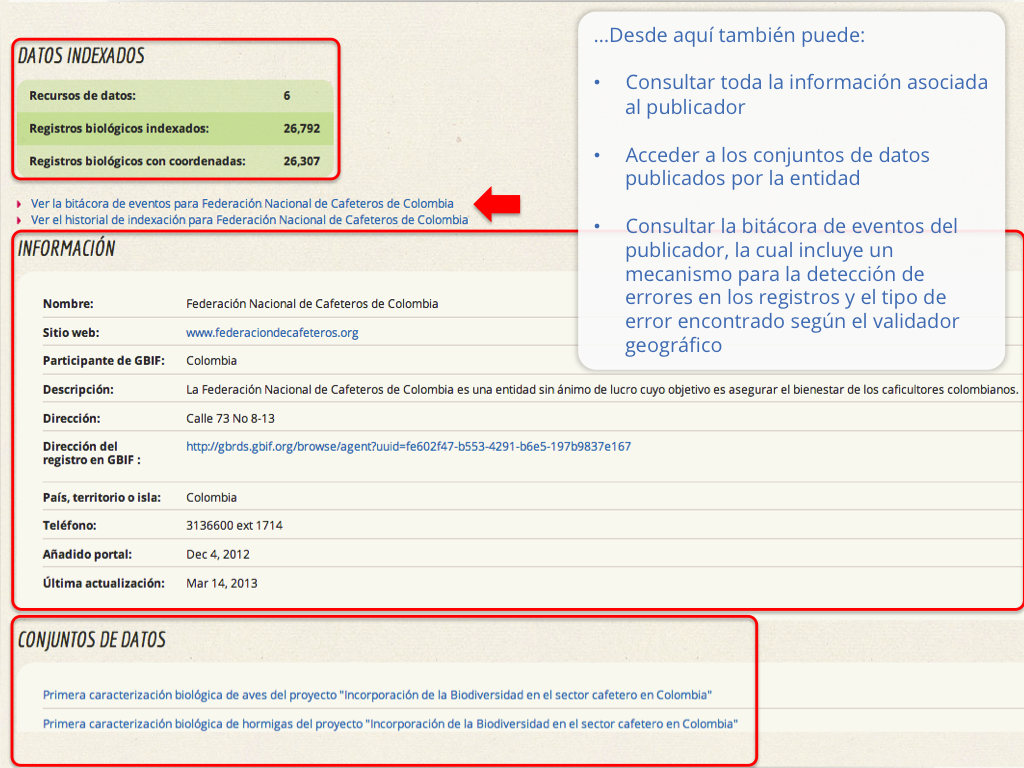 DATOS INDEXADOS
Recursos de datos: 6
Registros biológicos indexados: 26,792
Registros biológicos con coordenadas: 26,307
Ver la bitácora de eventos para Federación Nacional de Cafeteros de Colombia
Ver el historial de indexación para Federación Nacional de Cafeteros de Colombia
...Desde aquí también puede:
• Consultar toda la información asociada
al publicador
• Acceder a los conjuntos de datos
publicados por la entidad
• Consultar la bitácora de eventos del
publicador, la cual incluye un
mecanismo para la detección de
errores en los registros y el tipo de
error encontrado según el validador
geográfico
INFORMACIÓN
Nombre: Federación Nacional de Cafeteros de Colombia
Sitio web: www.federaciondecafeteros.org
Participante de GBIF: Colombia
Descripción: La Federación Nacional de Cafeteros de Colombia es una entidad sin ánimo de lucro cuyo objetivo es asegurar el bienestar de los caficultores colombianos.
Dirección: Calle 73 No 8-13
Dirección del
registro en GBIF : http://gbrds.gbif.org/browse/agent?uuid=fe602f47-b553-4291-b6e5-197b9837e167
País, territorio o isla: Colombia
Teléfono: 3136600 ext 1714
Añadido portal: Dec 4, 2012
Última actualización: Mar 14, 2013
CONJUNTOS DE DATOS
Primera caracterización biológica de aves del proyecto "Incorporación de la Biodiversidad en el sector cafetero en Colombia"
Primera caracterización biológica de hormigas del proyecto "Incorporación de la Biodiversidad en el sector cafetero en Colombia"